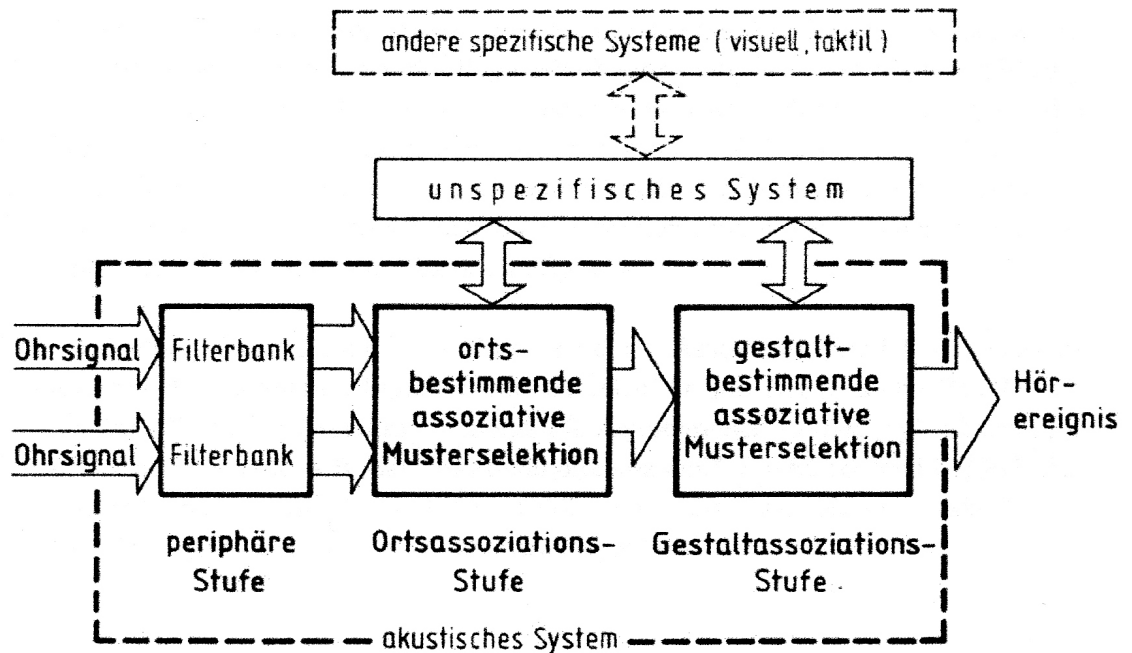 andere spezifische Systeme (visuell, taktil)
unspezifisches System
Ohrsignal
Filterbank
Ohrsignal
Filterbank
orts-
bestimmende
assoziative
Musterselektion
gestalt-
bestimmende
assoziative
Musterselektion
Hör-
ereignis
periphäre
Stufe
Ortsassoziations-
Stufe
Gestaltassoziations-
Stufe
akustisches System